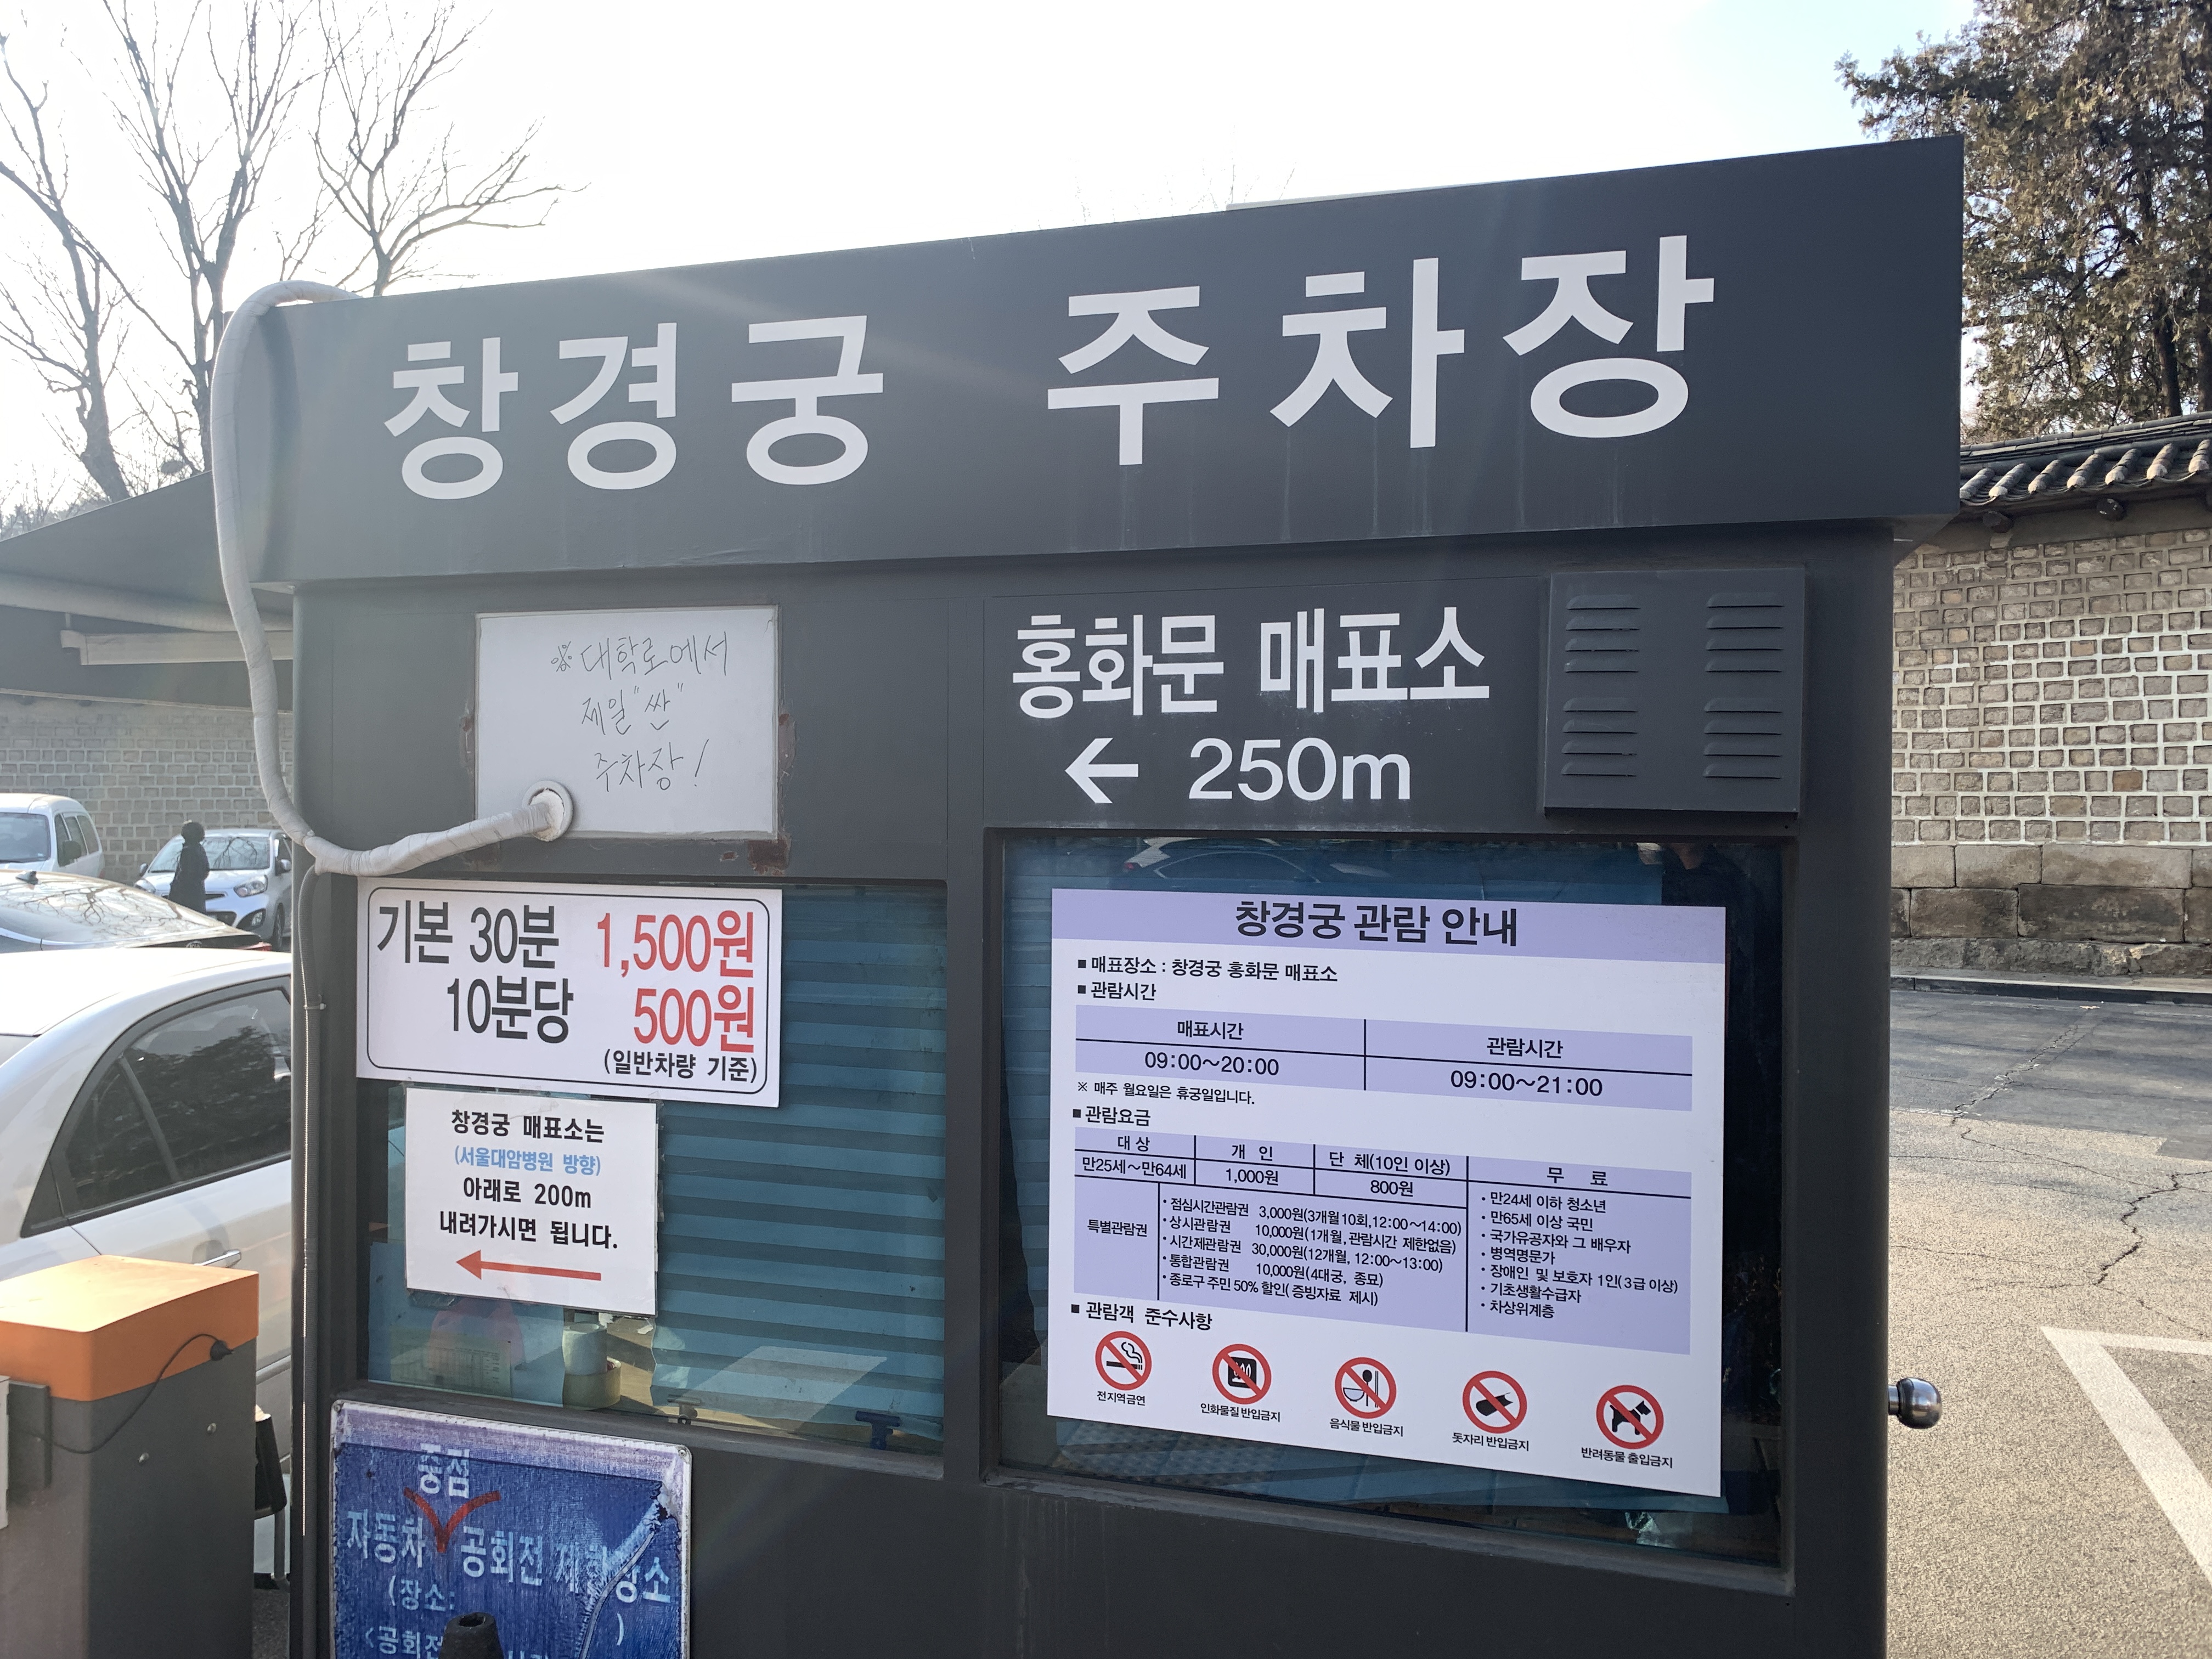 창경궁 주차장
※ 대학로에서
제일 "싼"
주차장!
홍화문 매표소
← 250m
기본 30분 1,500원
10분당 500원
(일반차량 기준)
창경궁 매표소는
(서울대암병원 방향)
아래로 200m
내려가시면 됩니다.
창경궁 관람 안내
■ 매표장소 : 창경궁 홍화문 매표소
■ 관람시간
매표시간 관람시간
09:00~20:00 09:00~21:00
※ 매주 월요일은 휴궁일입니다.
■ 관람요금
대 상 개 인 단 체(10인 이상) 무 료
만25세~만64세 1,000원 800원
특별관람권
• 점심시간관람권 3,000원(3개월10회,12:00~14:00)
• 상시관람권 10,000원(1개월, 관람시간 제한없음)
• 시간제관람권 30,000원(12개월, 12:00~13:00)
• 통합관람권 10,000원(4대궁, 종묘)
• 종로구 주민 50% 할인( 증빙자료 제시)
• 만24세 이하 청소년
• 만65세 이상 국민
• 국가유공자와 그 배우자
• 병역명문가
• 장애인 및 보호자 1인(3급 이상)
• 기초생활수급자
• 차상위계층
■ 관람객 준수사항
전지역금연
인화물질 반입금지
음식물 반입금지
돗자리 반입금지
반려동물 출입금지
중점
자동차 공회전 제한장소
(장소:
)